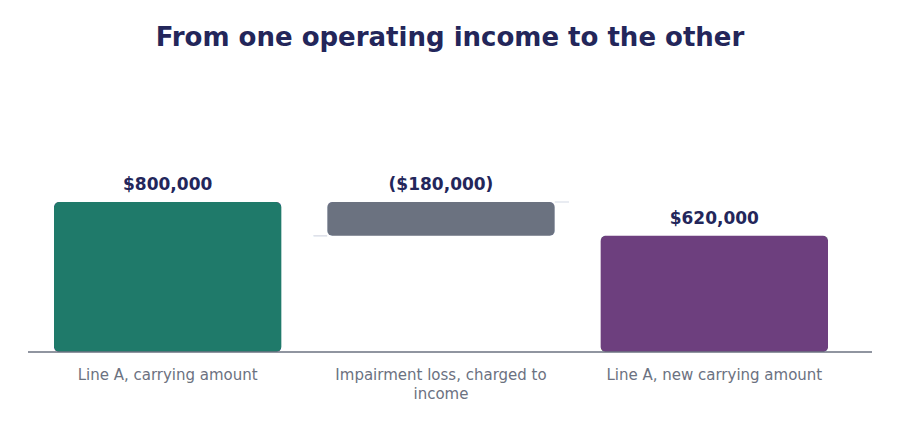 From one operating income to the other
$800,000
($180,000)
$620,000
Line A, carrying amount
Impairment loss, charged to
income
Line A, new carrying amount